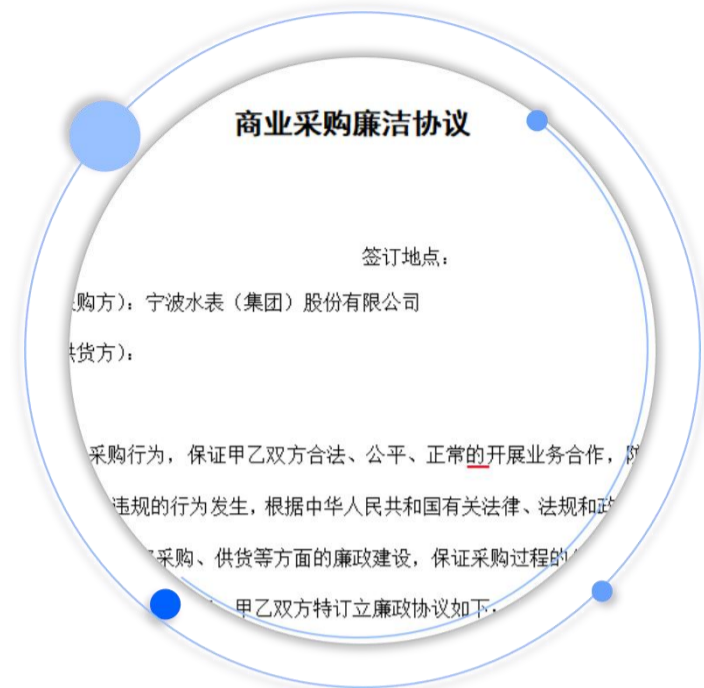 商业采购廉洁协议
签订地点：
购方）：宁波水表（集团）股份有限公司
货方）：
采购行为，保证甲乙双方合法、公平、正常的开展业务合作，防
违规的行为发生，根据中华人民共和国有关法律、法规和政
采购、供货等方面的廉政建设，保证采购过程的
甲乙双方特订立廉政协议如下：